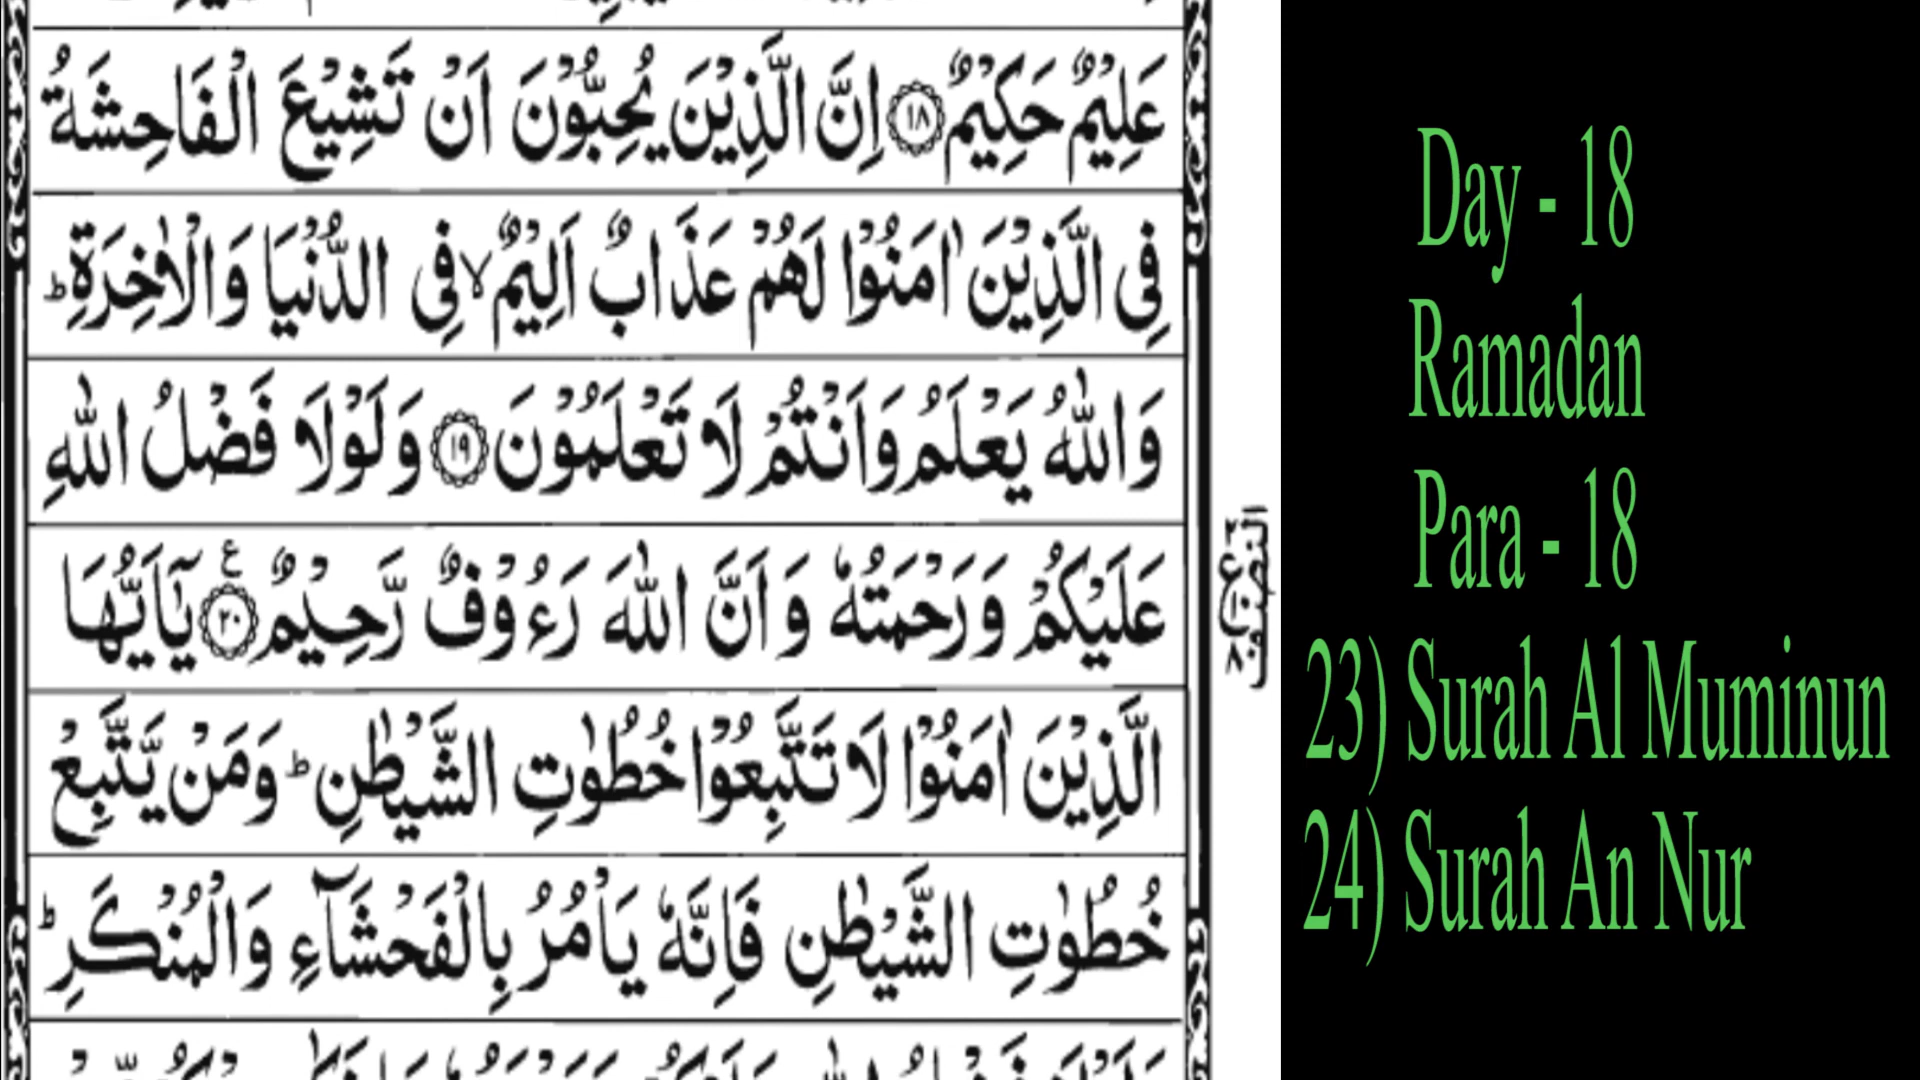 عَلِيْمٌ حَكِيْمٌ ۝۱۸ اِنَّ الَّذِيْنَ يُحِبُّوْنَ اَنْ تَشِيْعَ الْفَاحِشَةُ
فِى الَّذِيْنَ اٰمَنُوْا لَهُمْ عَذَابٌ اَلِيْمٌ ۙ فِى الدُّنْيَا وَالْاٰخِرَةِ ؕ
وَاللّٰهُ يَعْلَمُ وَاَنْتُمْ لَا تَعْلَمُوْنَ ۝۱۹ وَلَوْلَا فَضْلُ اللّٰهِ
عَلَيْكُمْ وَرَحْمَتُهٗ وَاَنَّ اللّٰهَ رَءُوْفٌ رَّحِيْمٌ ۝۲۰ ع يٰٓاَيُّهَا
الَّذِيْنَ اٰمَنُوْا لَا تَتَّبِعُوْا خُطُوٰتِ الشَّيْطٰنِ ؕ وَمَنْ يَّتَّبِعْ
خُطُوٰتِ الشَّيْطٰنِ فَاِنَّهٗ يَاْمُرُ بِالْفَحْشَآءِ وَالْمُنْكَرِ ؕ
Day - 18
Ramadan
Para - 18
23) Surah Al Muminun
24) Surah An Nur